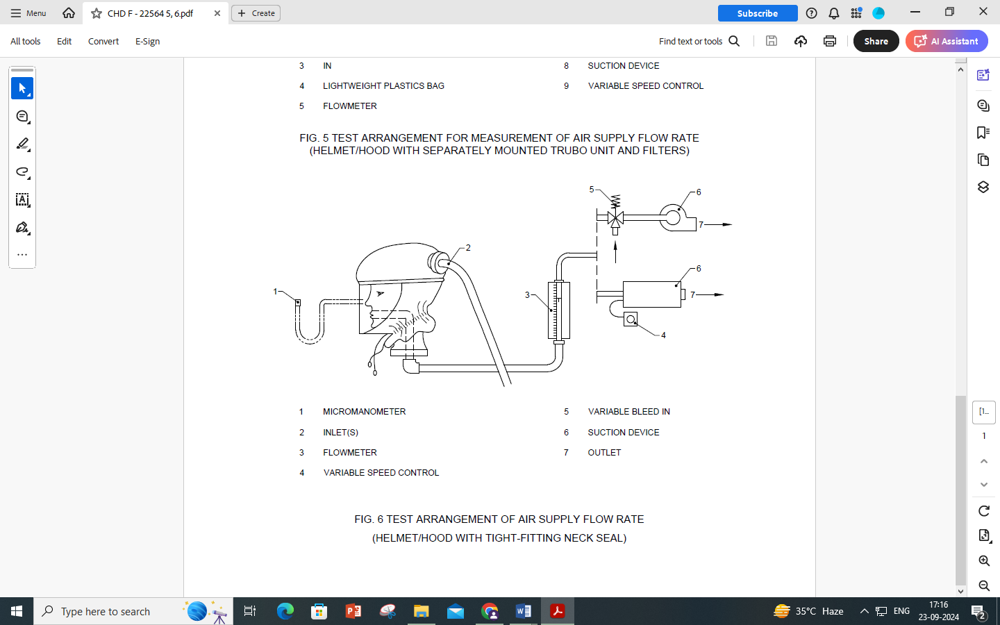 Menu
CHD F - 22564 5, 6.pdf
Create
Subscribe
All tools
Edit
Convert
E-Sign
Find text or tools
Share
AI Assistant
3 IN
8 SUCTION DEVICE
4 LIGHTWEIGHT PLASTICS BAG
9 VARIABLE SPEED CONTROL
5 FLOWMETER
FIG. 5 TEST ARRANGEMENT FOR MEASUREMENT OF AIR SUPPLY FLOW RATE
(HELMET/HOOD WITH SEPARATELY MOUNTED TRUBO UNIT AND FILTERS)
5
6
7
2
6
1
3
7
4
1 MICROMANOMETER
5 VARIABLE BLEED IN
2 INLET(S)
6 SUCTION DEVICE
3 FLOWMETER
7 OUTLET
4 VARIABLE SPEED CONTROL
FIG. 6 TEST ARRANGEMENT OF AIR SUPPLY FLOW RATE
(HELMET/HOOD WITH TIGHT-FITTING NECK SEAL)
[1...
1
Type here to search
35°C Haze
ENG
17:16
23-09-2024
2